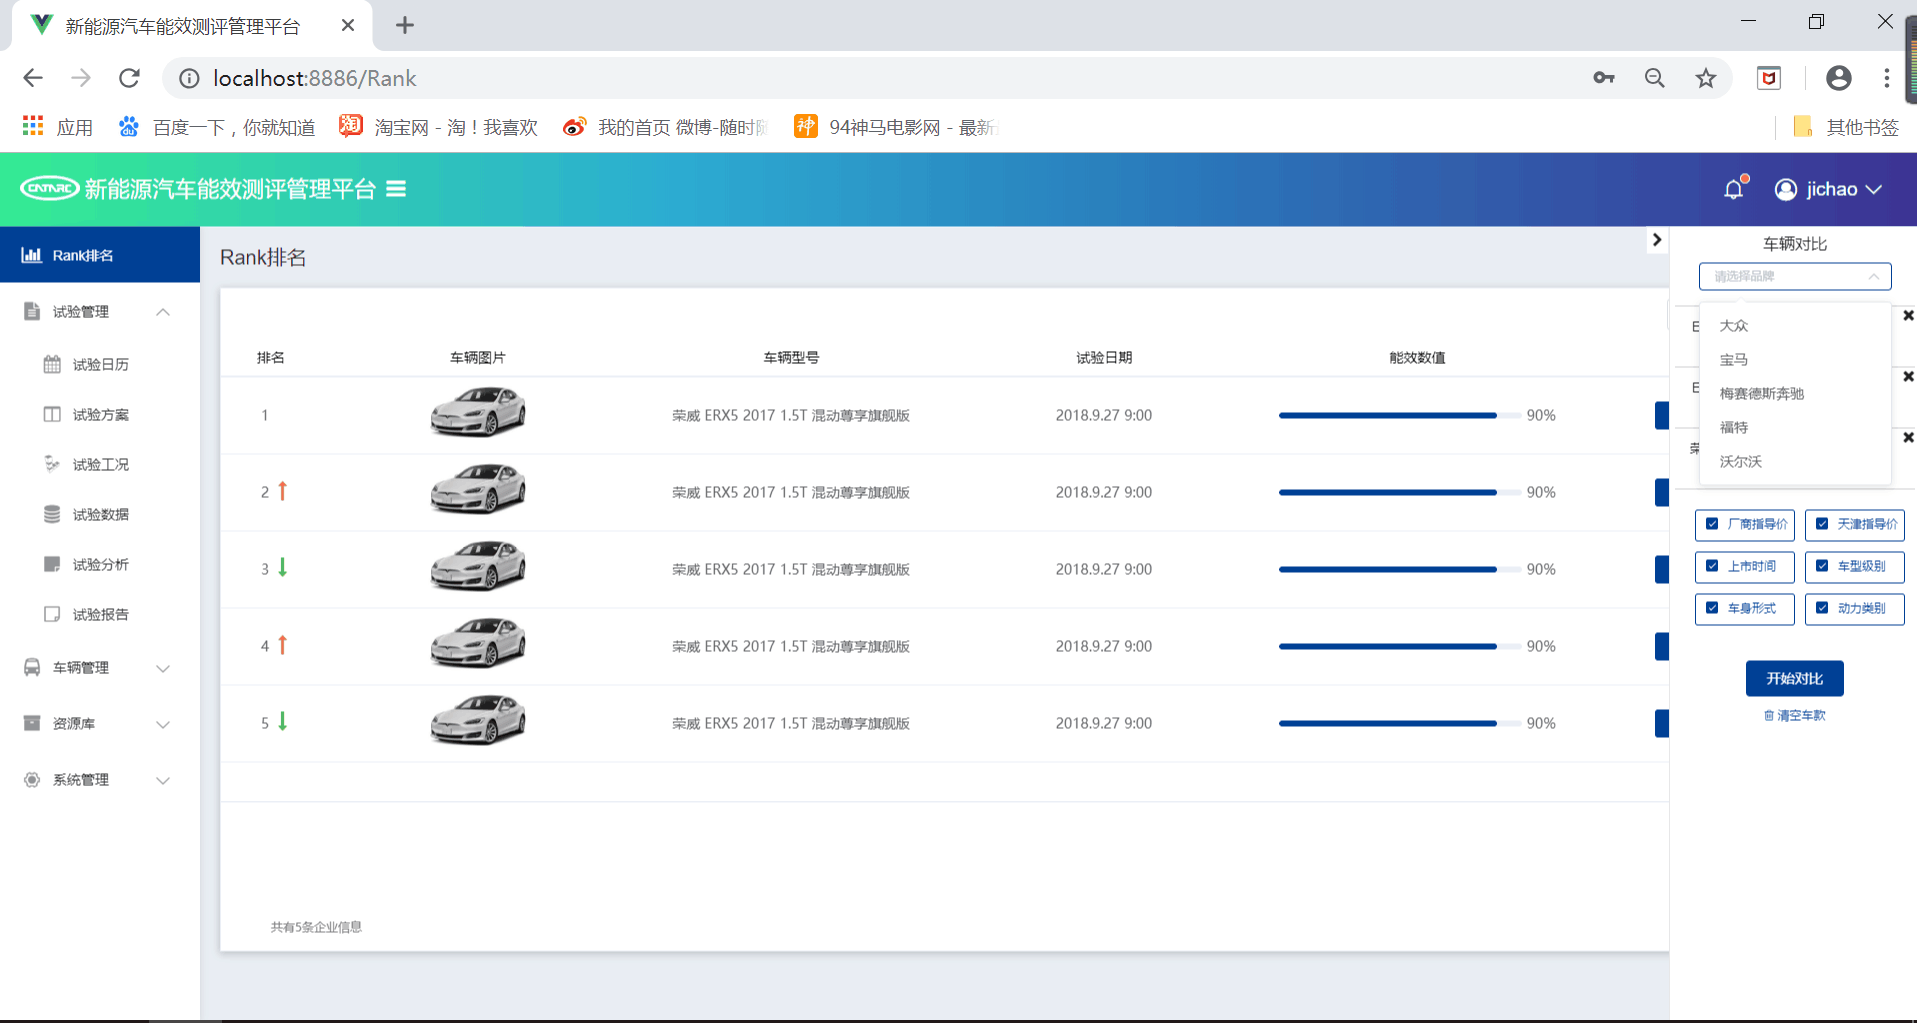 新能源汽车能效测评管理平台
localhost:8886/Rank
应用
百度一下，你就知道
淘宝网 - 淘！我喜欢
我的首页 微博-随时
94神马电影网 - 最新
其他书签
CATARC 新能源汽车能效测评管理平台
jichao
Rank排名
试验管理
试验日历
试验方案
试验工况
试验数据
试验分析
试验报告
车辆管理
资源库
系统管理
Rank排名
排名 车辆图片 车辆型号 试验日期 能效数值
1 荣威 ERX5 2017 1.5T 混动尊享旗舰版 2018.9.27 9:00 90%
2 荣威 ERX5 2017 1.5T 混动尊享旗舰版 2018.9.27 9:00 90%
3 荣威 ERX5 2017 1.5T 混动尊享旗舰版 2018.9.27 9:00 90%
4 荣威 ERX5 2017 1.5T 混动尊享旗舰版 2018.9.27 9:00 90%
5 荣威 ERX5 2017 1.5T 混动尊享旗舰版 2018.9.27 9:00 90%
共有5条企业信息
车辆对比
请选择品牌
大众
宝马
梅赛德斯奔驰
福特
沃尔沃
厂商指导价 天津指导价
上市时间 车型级别
车身形式 动力类别
开始对比
清空车款